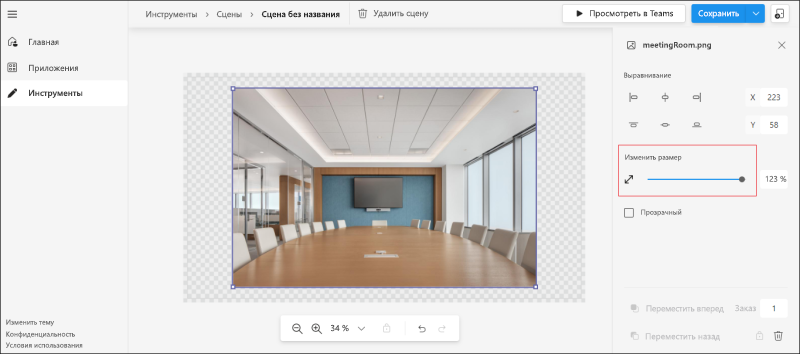 Инструменты > Сцены > Сцена без названия Удалить сцену Просмотреть в Teams Сохранить
Главная
Приложения
Инструменты
meetingRoom.png
Выравнивание
X 223
Y 58
Изменить размер
123 %
Прозрачный
34 %
Переместить вперед Заказ 1
Переместить назад
Изменить тему
Конфиденциальность
Условия использования